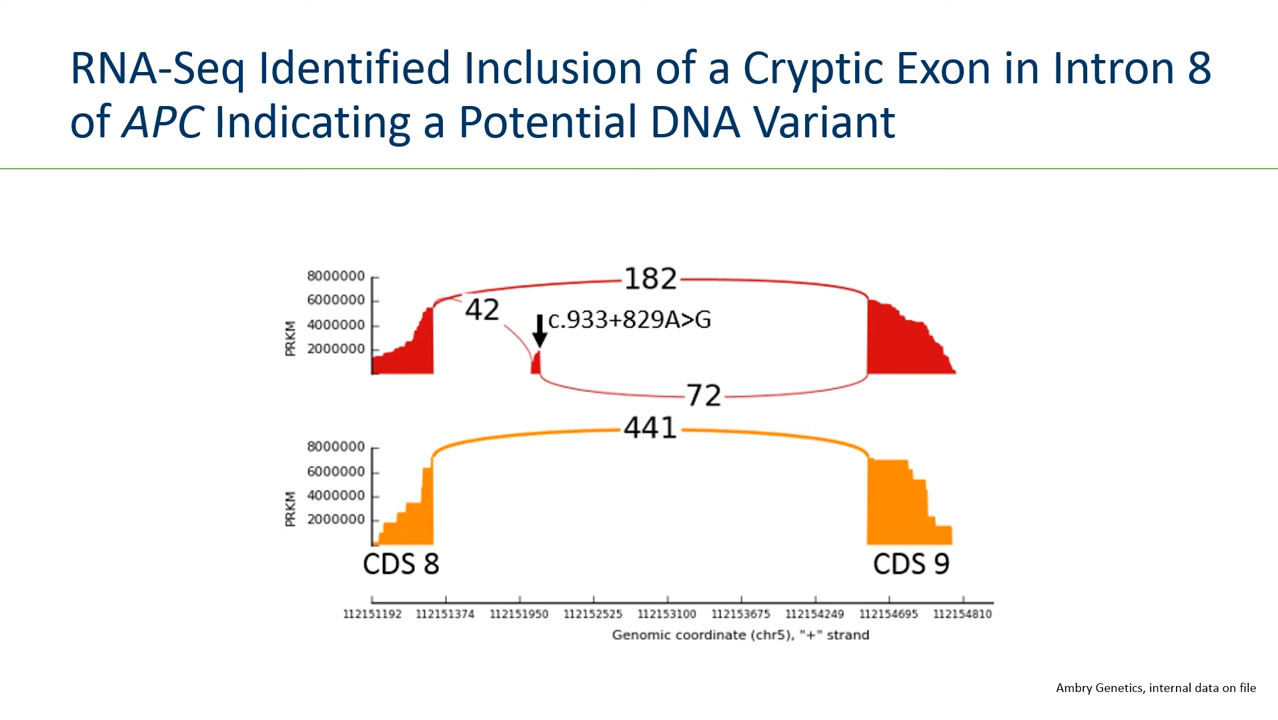 RNA-Seq Identified Inclusion of a Cryptic Exon in Intron 8
of APC Indicating a Potential DNA Variant
8000000
6000000
4000000
2000000
PRKM
182
42
c.933+829A>G
72
8000000
6000000
4000000
2000000
PRKM
441
CDS 8
CDS 9
112151192 112151374 112151950 112152525 112153100 112153675 112154249 112154695 112154810
Genomic coordinate (chr5), "+" strand
Ambry Genetics, internal data on file